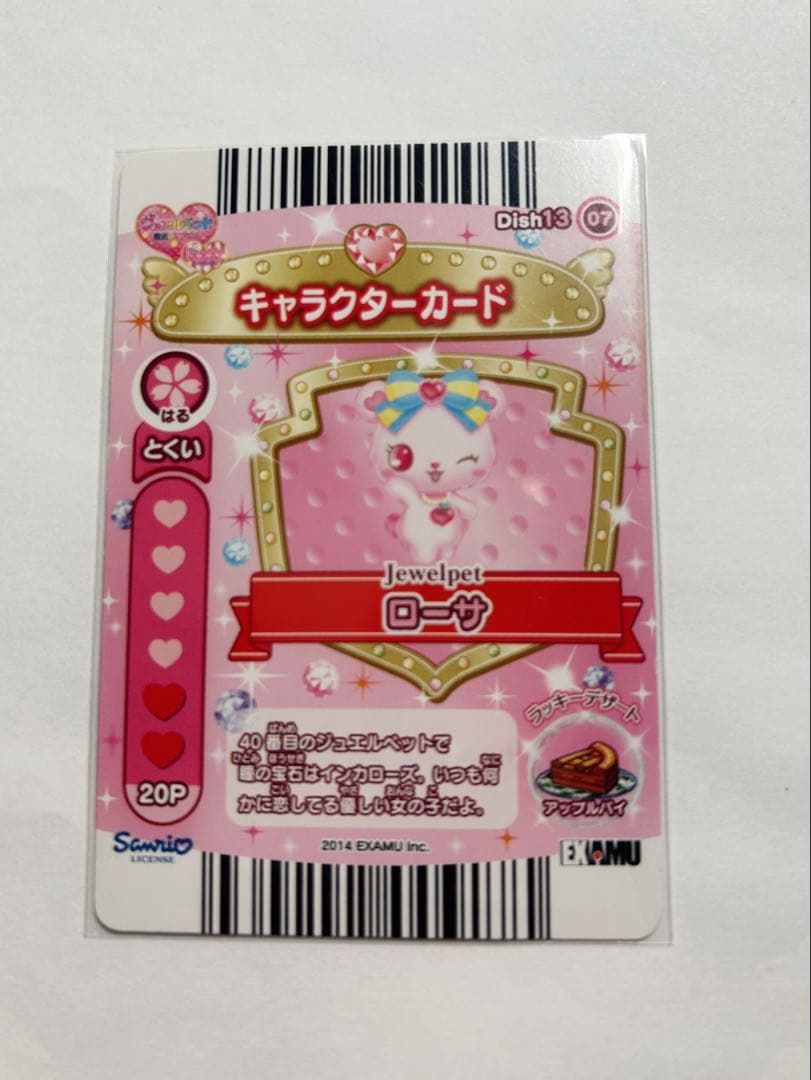 Dish13 07
キャラクターカード
はる
とくい
Jewelpet
ローサ
ラッキーデザート
40番目のジュエルペットで
瞳の宝石はインカローズ。いつも何
かに恋してる優しい女の子だよ。
アップルパイ
20P
Sanrio
LICENSE
2014 EXAMU Inc.
EXAMU